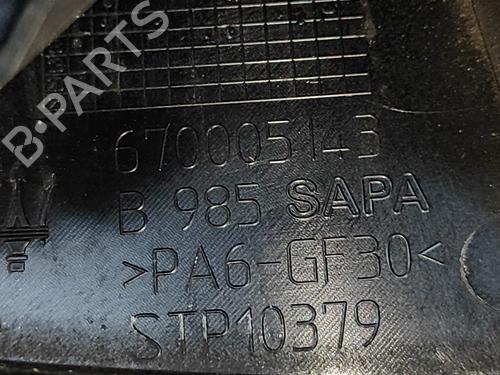 B-PARTS
670005143
B 985 SAPA
>PA6-GF30<
STP10379